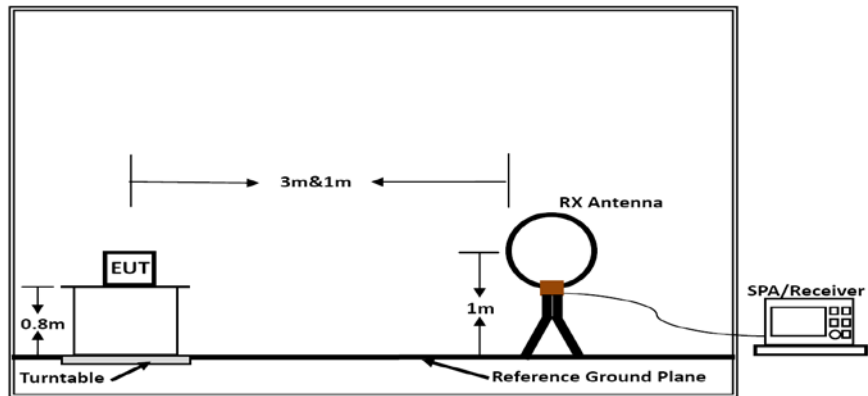 3m&1m
RX Antenna
EUT
SPA/Receiver
0.8m
1m
Turntable
Reference Ground Plane